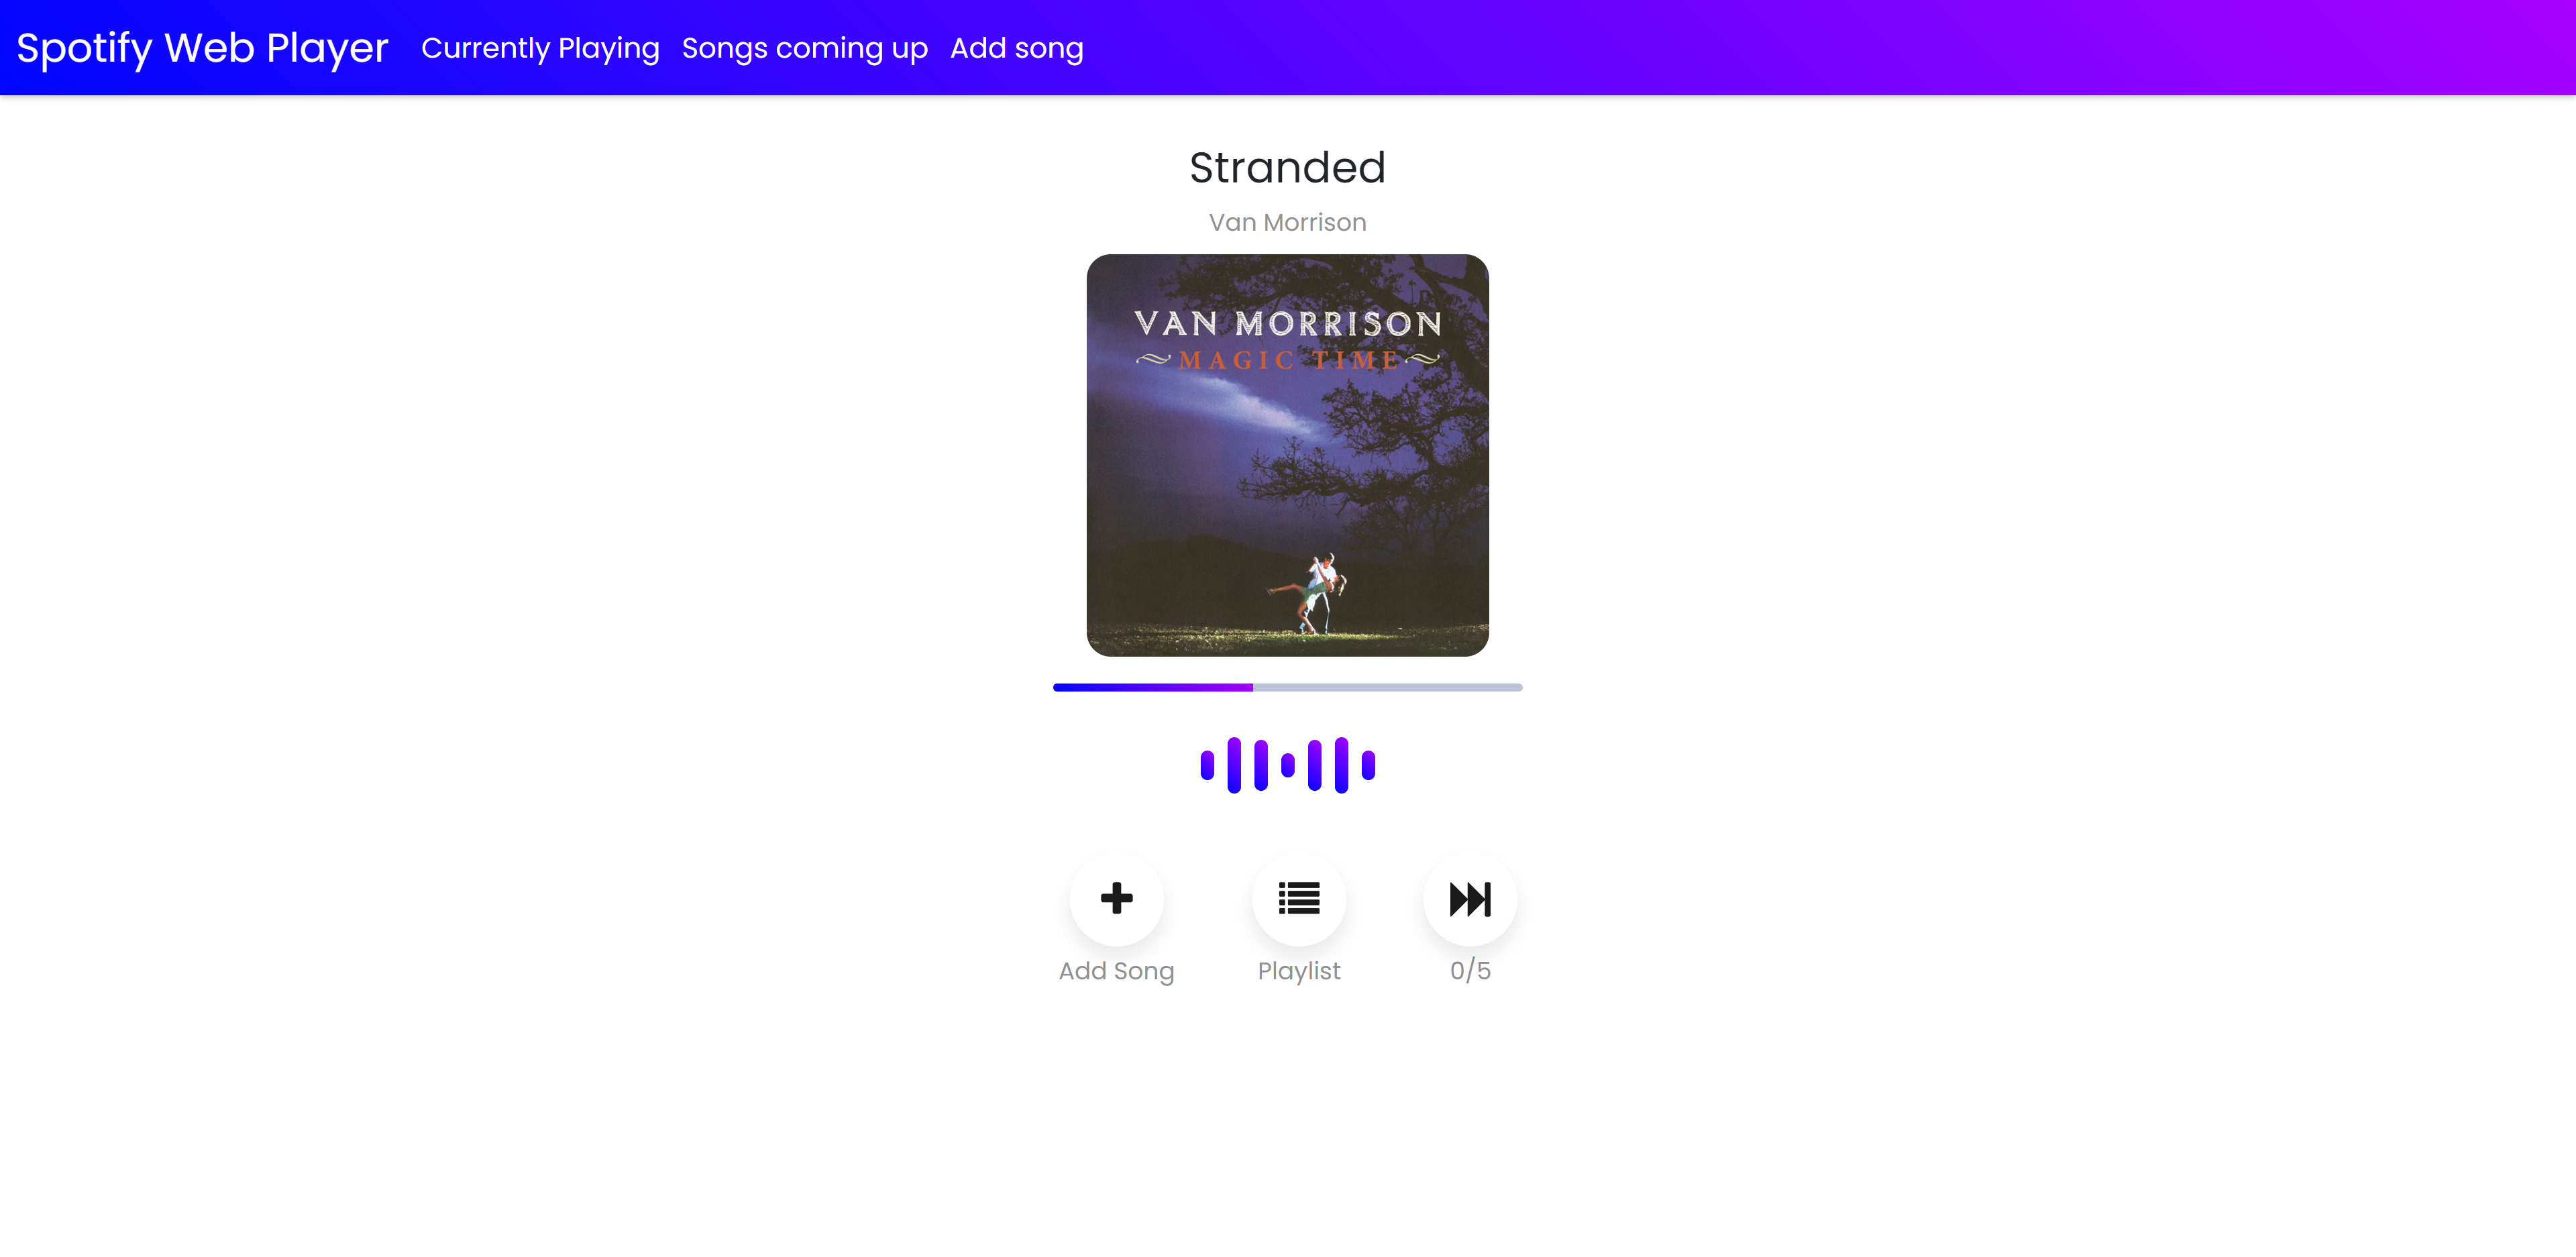 Spotify Web Player Currently Playing Songs coming up Add song
Stranded
Van Morrison
VAN MORRISON
MAGIC TIME
Add Song Playlist 0/5